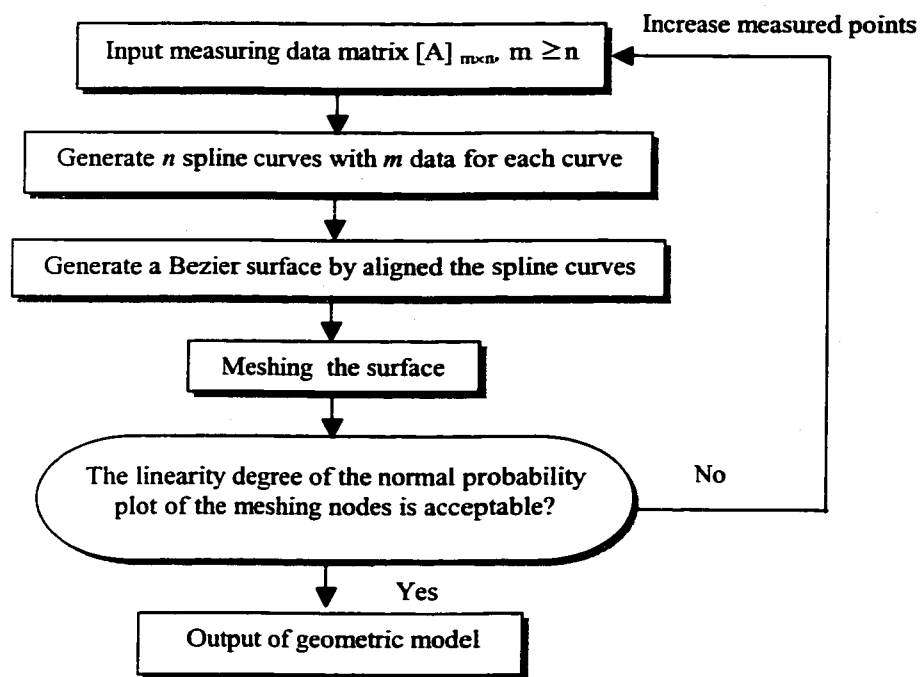 Increase measured points
Input measuring data matrix [A] m×n, m ≥ n
Generate n spline curves with m data for each curve
Generate a Bezier surface by aligned the spline curves
Meshing the surface
The linearity degree of the normal probability
plot of the meshing nodes is acceptable?
No
Yes
Output of geometric model